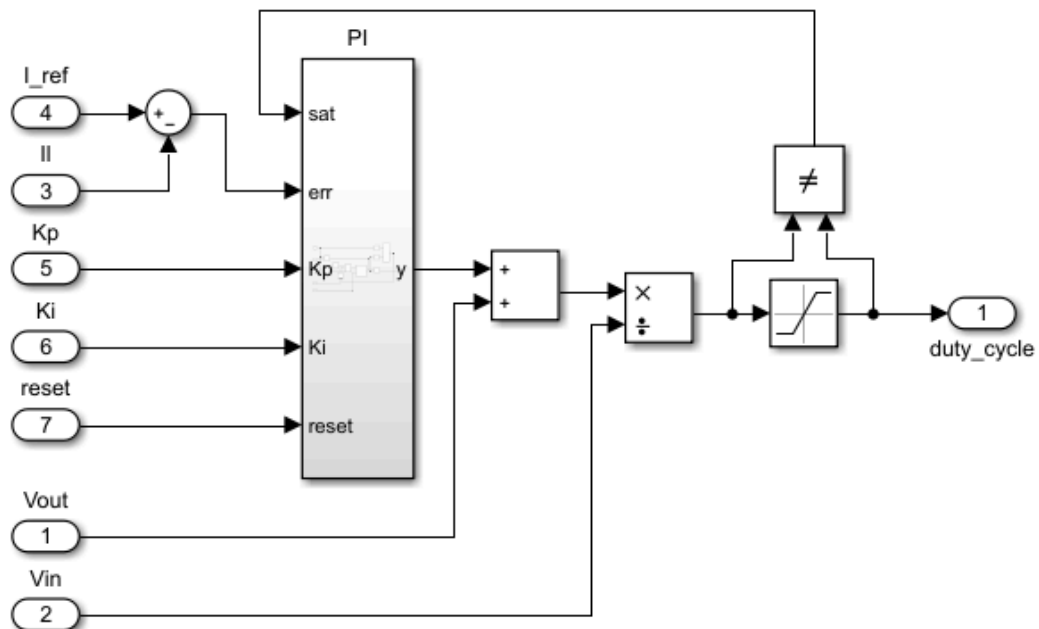 PI
I_ref
4
sat
+
−
Il
3
err
≠
Kp
5
Kp
y
+
+
×
÷
1
duty_cycle
Ki
6
Ki
reset
7
reset
Vout
1
Vin
2